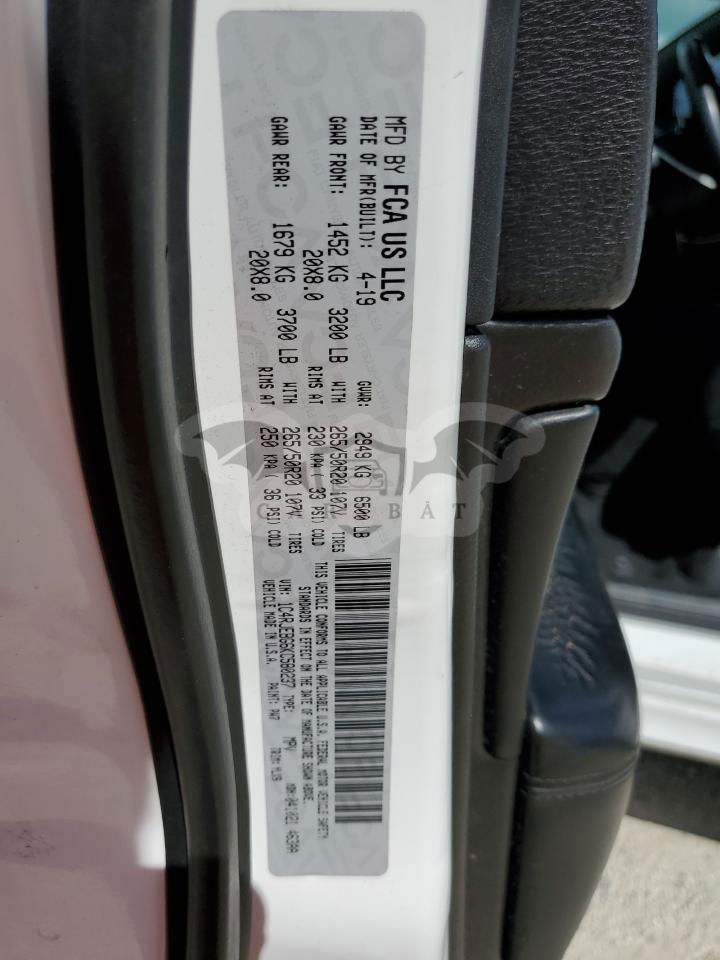 MFD BY FCA US LLC
DATE OF MFR(BUILT): 4-19 GVWR: 2949 KG 6500 LB
GAWR FRONT: 1452 KG 3200 LB WITH 265/50R20 107V TIRES
20X8.0 RIMS AT 230 KPA( 33 PSI) COLD
GAWR REAR: 1679 KG 3700 LB WITH 265/50R20 107V TIRES
20X8.0 RIMS AT 250 KPA( 36 PSI) COLD
THIS VEHICLE CONFORMS TO ALL APPLICABLE U.S.A. FEDERAL MOTOR VEHICLE SAFETY
STANDARDS IN EFFECT ON THE DATE OF MANUFACTURE SHOWN ABOVE.
VIN: 1C4RJEBG6KC580237 TYPE: MPV
VEHICLE MADE IN U.S.A. PAINT: PW7